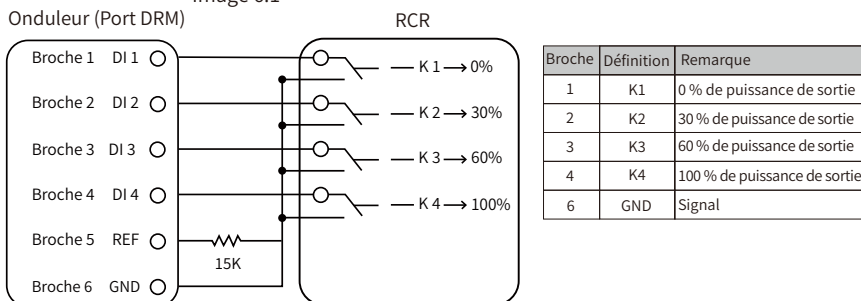 Onduleur (Port DRM)
RCR
Broche 1 DI 1
Broche 2 DI 2
Broche 3 DI 3
Broche 4 DI 4
Broche 5 REF
Broche 6 GND
15K
K 1 → 0%
K 2 → 30%
K 3 → 60%
K 4 → 100%
Broche Définition Remarque
1 K1 0 % de puissance de sortie
2 K2 30 % de puissance de sortie
3 K3 60 % de puissance de sortie
4 K4 100 % de puissance de sortie
6 GND Signal